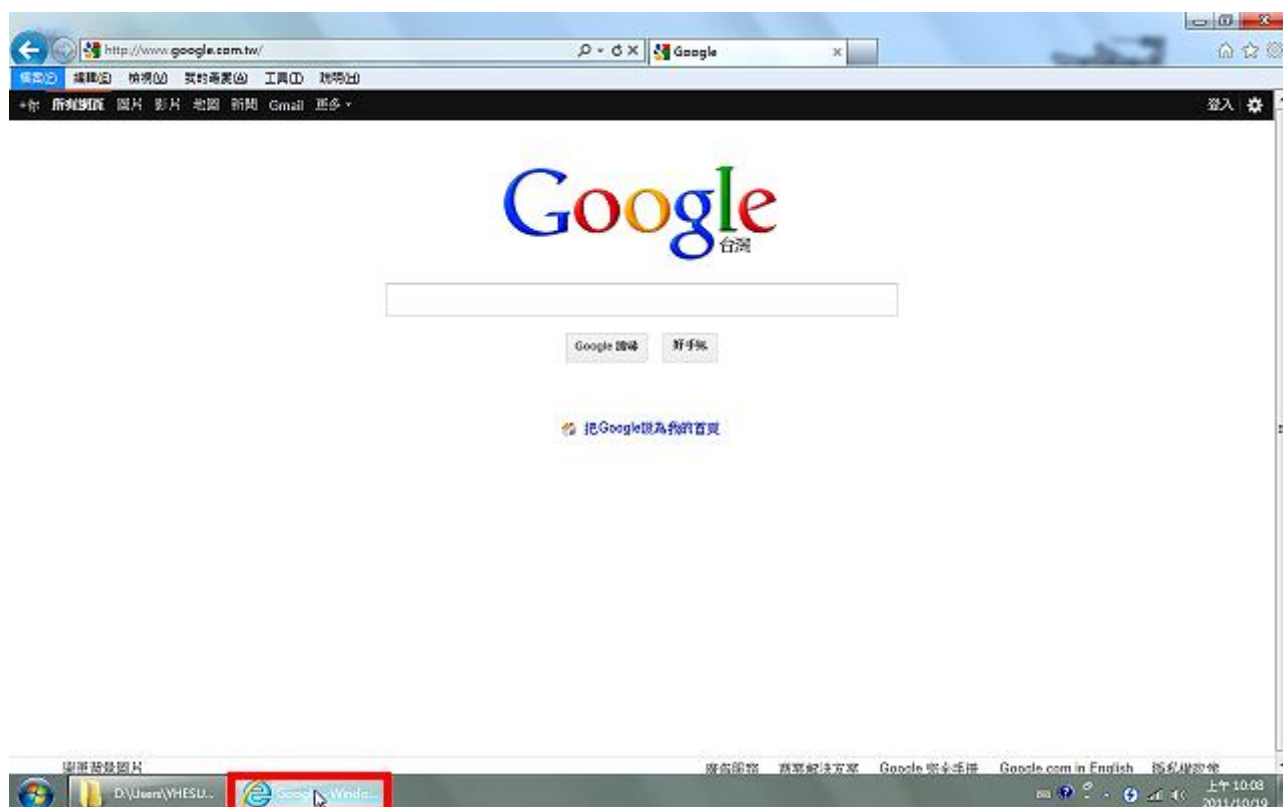 http://www.google.com.tw/
Google
檔案(F) 編輯(E) 檢視(V) 我的最愛(A) 工具(T) 說明(H)
+你 所有網頁 圖片 影片 地圖 新聞 Gmail 更多
登入
Google
台灣
Google 搜尋 好手氣
把Google設為我的首頁
變更背景圖片
廣告服務 商業解決方案 Google 完全手冊 Google.com in English 隱私權政策
D:\Users\YHESU...
Google - Windo...
上午 10:08
2011/10/19